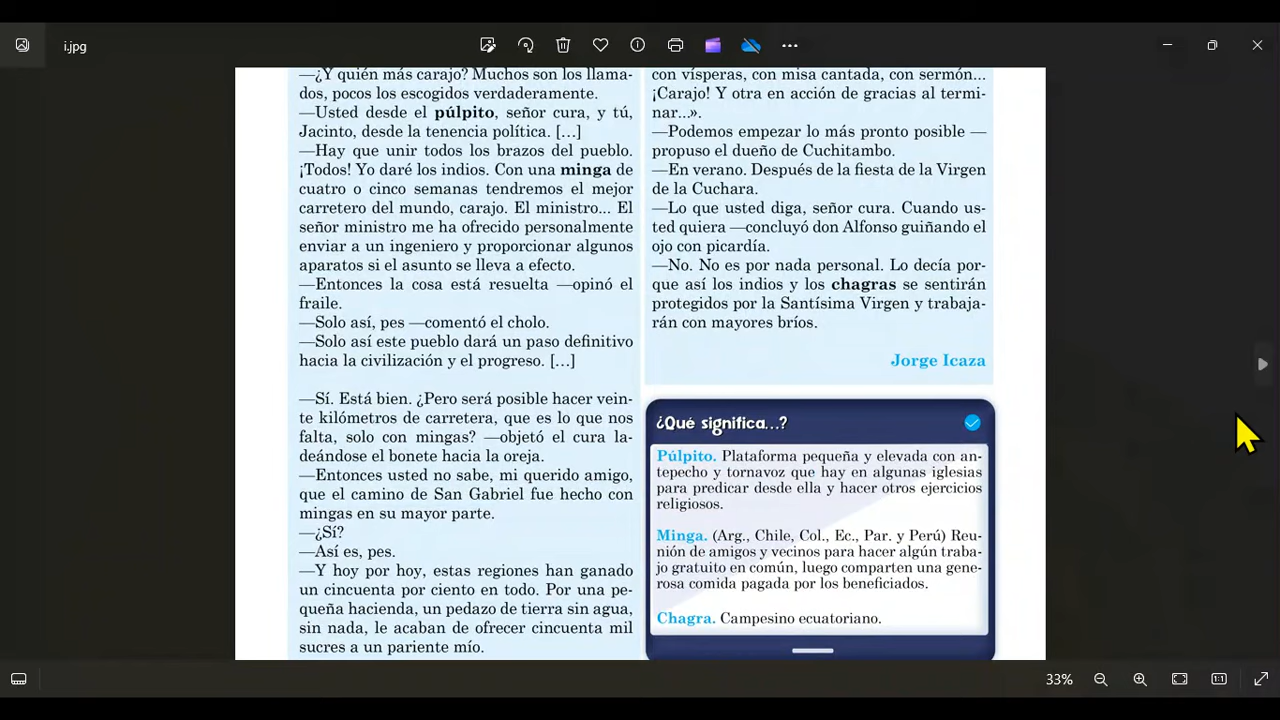 i.jpg
—¿Y quién más carajo? Muchos son los llama-
dos, pocos los escogidos verdaderamente.
—Usted desde el púlpito, señor cura, y tú,
Jacinto, desde la tenencia política. […]
—Hay que unir todos los brazos del pueblo.
¡Todos! Yo daré los indios. Con una minga de
cuatro o cinco semanas tendremos el mejor
carretero del mundo, carajo. El ministro... El
señor ministro me ha ofrecido personalmente
enviar a un ingeniero y proporcionar algunos
aparatos si el asunto se lleva a efecto.
—Entonces la cosa está resuelta —opinó el
fraile.
—Solo así, pes —comentó el cholo.
—Solo así este pueblo dará un paso definitivo
hacia la civilización y el progreso. […]
—Sí. Está bien. ¿Pero será posible hacer vein-
te kilómetros de carretera, que es lo que nos
falta, solo con mingas? —objetó el cura la-
deándose el bonete hacia la oreja.
—Entonces usted no sabe, mi querido amigo,
que el camino de San Gabriel fue hecho con
mingas en su mayor parte.
—¿Sí?
—Así es, pes.
—Y hoy por hoy, estas regiones han ganado
un cincuenta por ciento en todo. Por una pe-
queña hacienda, un pedazo de tierra sin agua,
sin nada, le acaban de ofrecer cincuenta mil
sucres a un pariente mío.
con vísperas, con misa cantada, con sermón...
¡Carajo! Y otra en acción de gracias al termi-
nar...».
—Podemos empezar lo más pronto posible —
propuso el dueño de Cuchitambo.
—En verano. Después de la fiesta de la Virgen
de la Cuchara.
—Lo que usted diga, señor cura. Cuando us-
ted quiera —concluyó don Alfonso guiñando el
ojo con picardía.
—No. No es por nada personal. Lo decía por-
que así los indios y los chagras se sentirán
protegidos por la Santísima Virgen y trabaja-
rán con mayores bríos.
Jorge Icaza
¿Qué significa...?
Púlpito. Plataforma pequeña y elevada con an-
tepecho y tornavoz que hay en algunas iglesias
para predicar desde ella y hacer otros ejercicios
religiosos.
Minga. (Arg., Chile, Col., Ec., Par. y Perú) Reu-
nión de amigos y vecinos para hacer algún traba-
jo gratuito en común, luego comparten una gene-
rosa comida pagada por los beneficiados.
Chagra. Campesino ecuatoriano.
33%
1:1